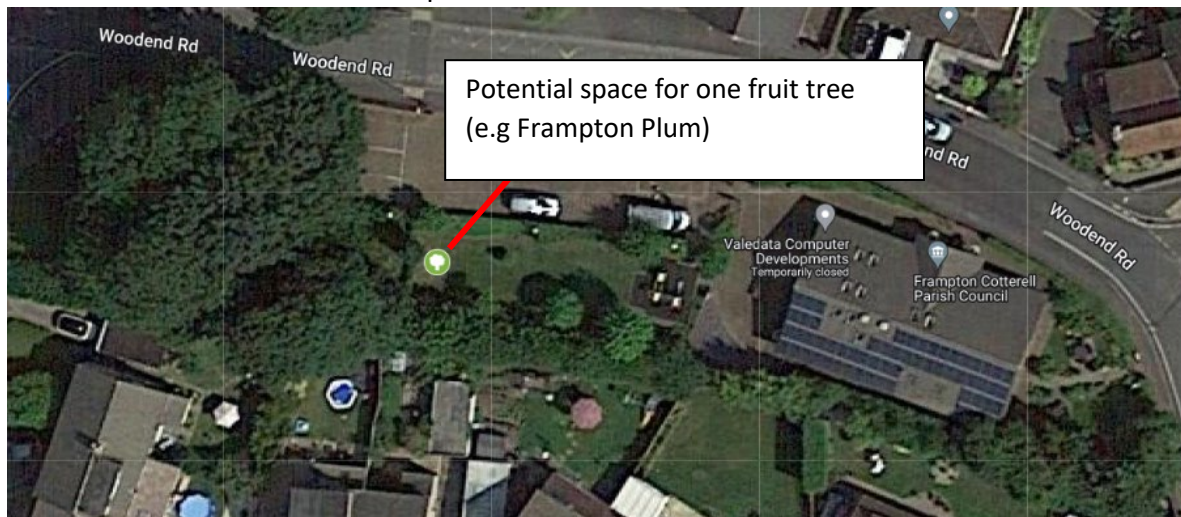 Woodend Rd
Woodend Rd
Potential space for one fruit tree
(e.g Frampton Plum)
nd Rd
Woodend Rd
Valedata Computer
Developments
Temporarily closed
Frampton Cotterell
Parish Council